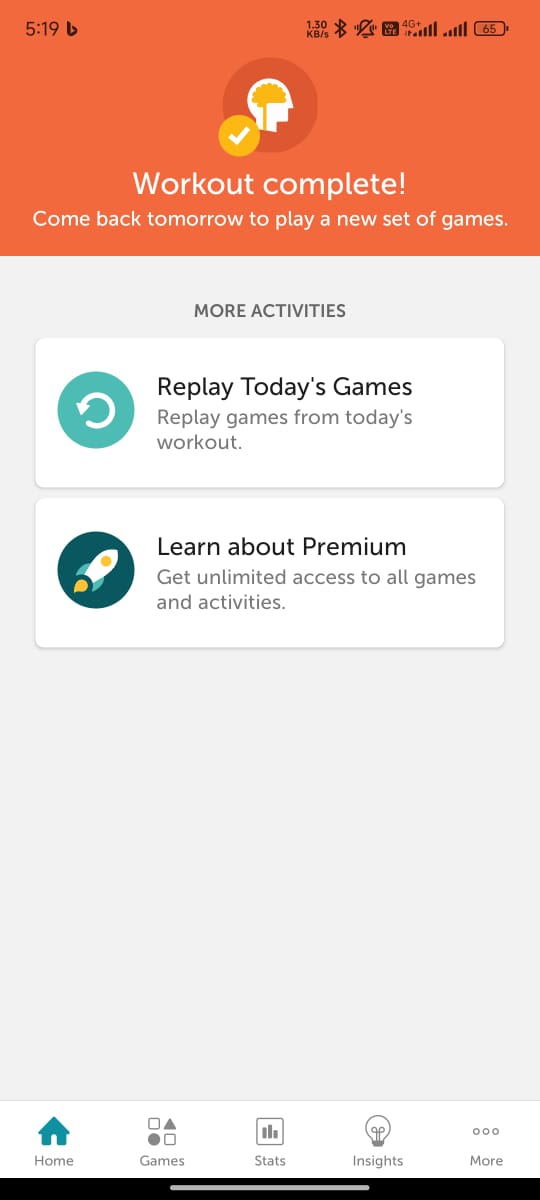 5:19
1.30
KB/s
VO
LTE
4G+
65
Workout complete!
Come back tomorrow to play a new set of games.
MORE ACTIVITIES
Replay Today's Games
Replay games from today's
workout.
Learn about Premium
Get unlimited access to all games
and activities.
Home
Games
Stats
Insights
More